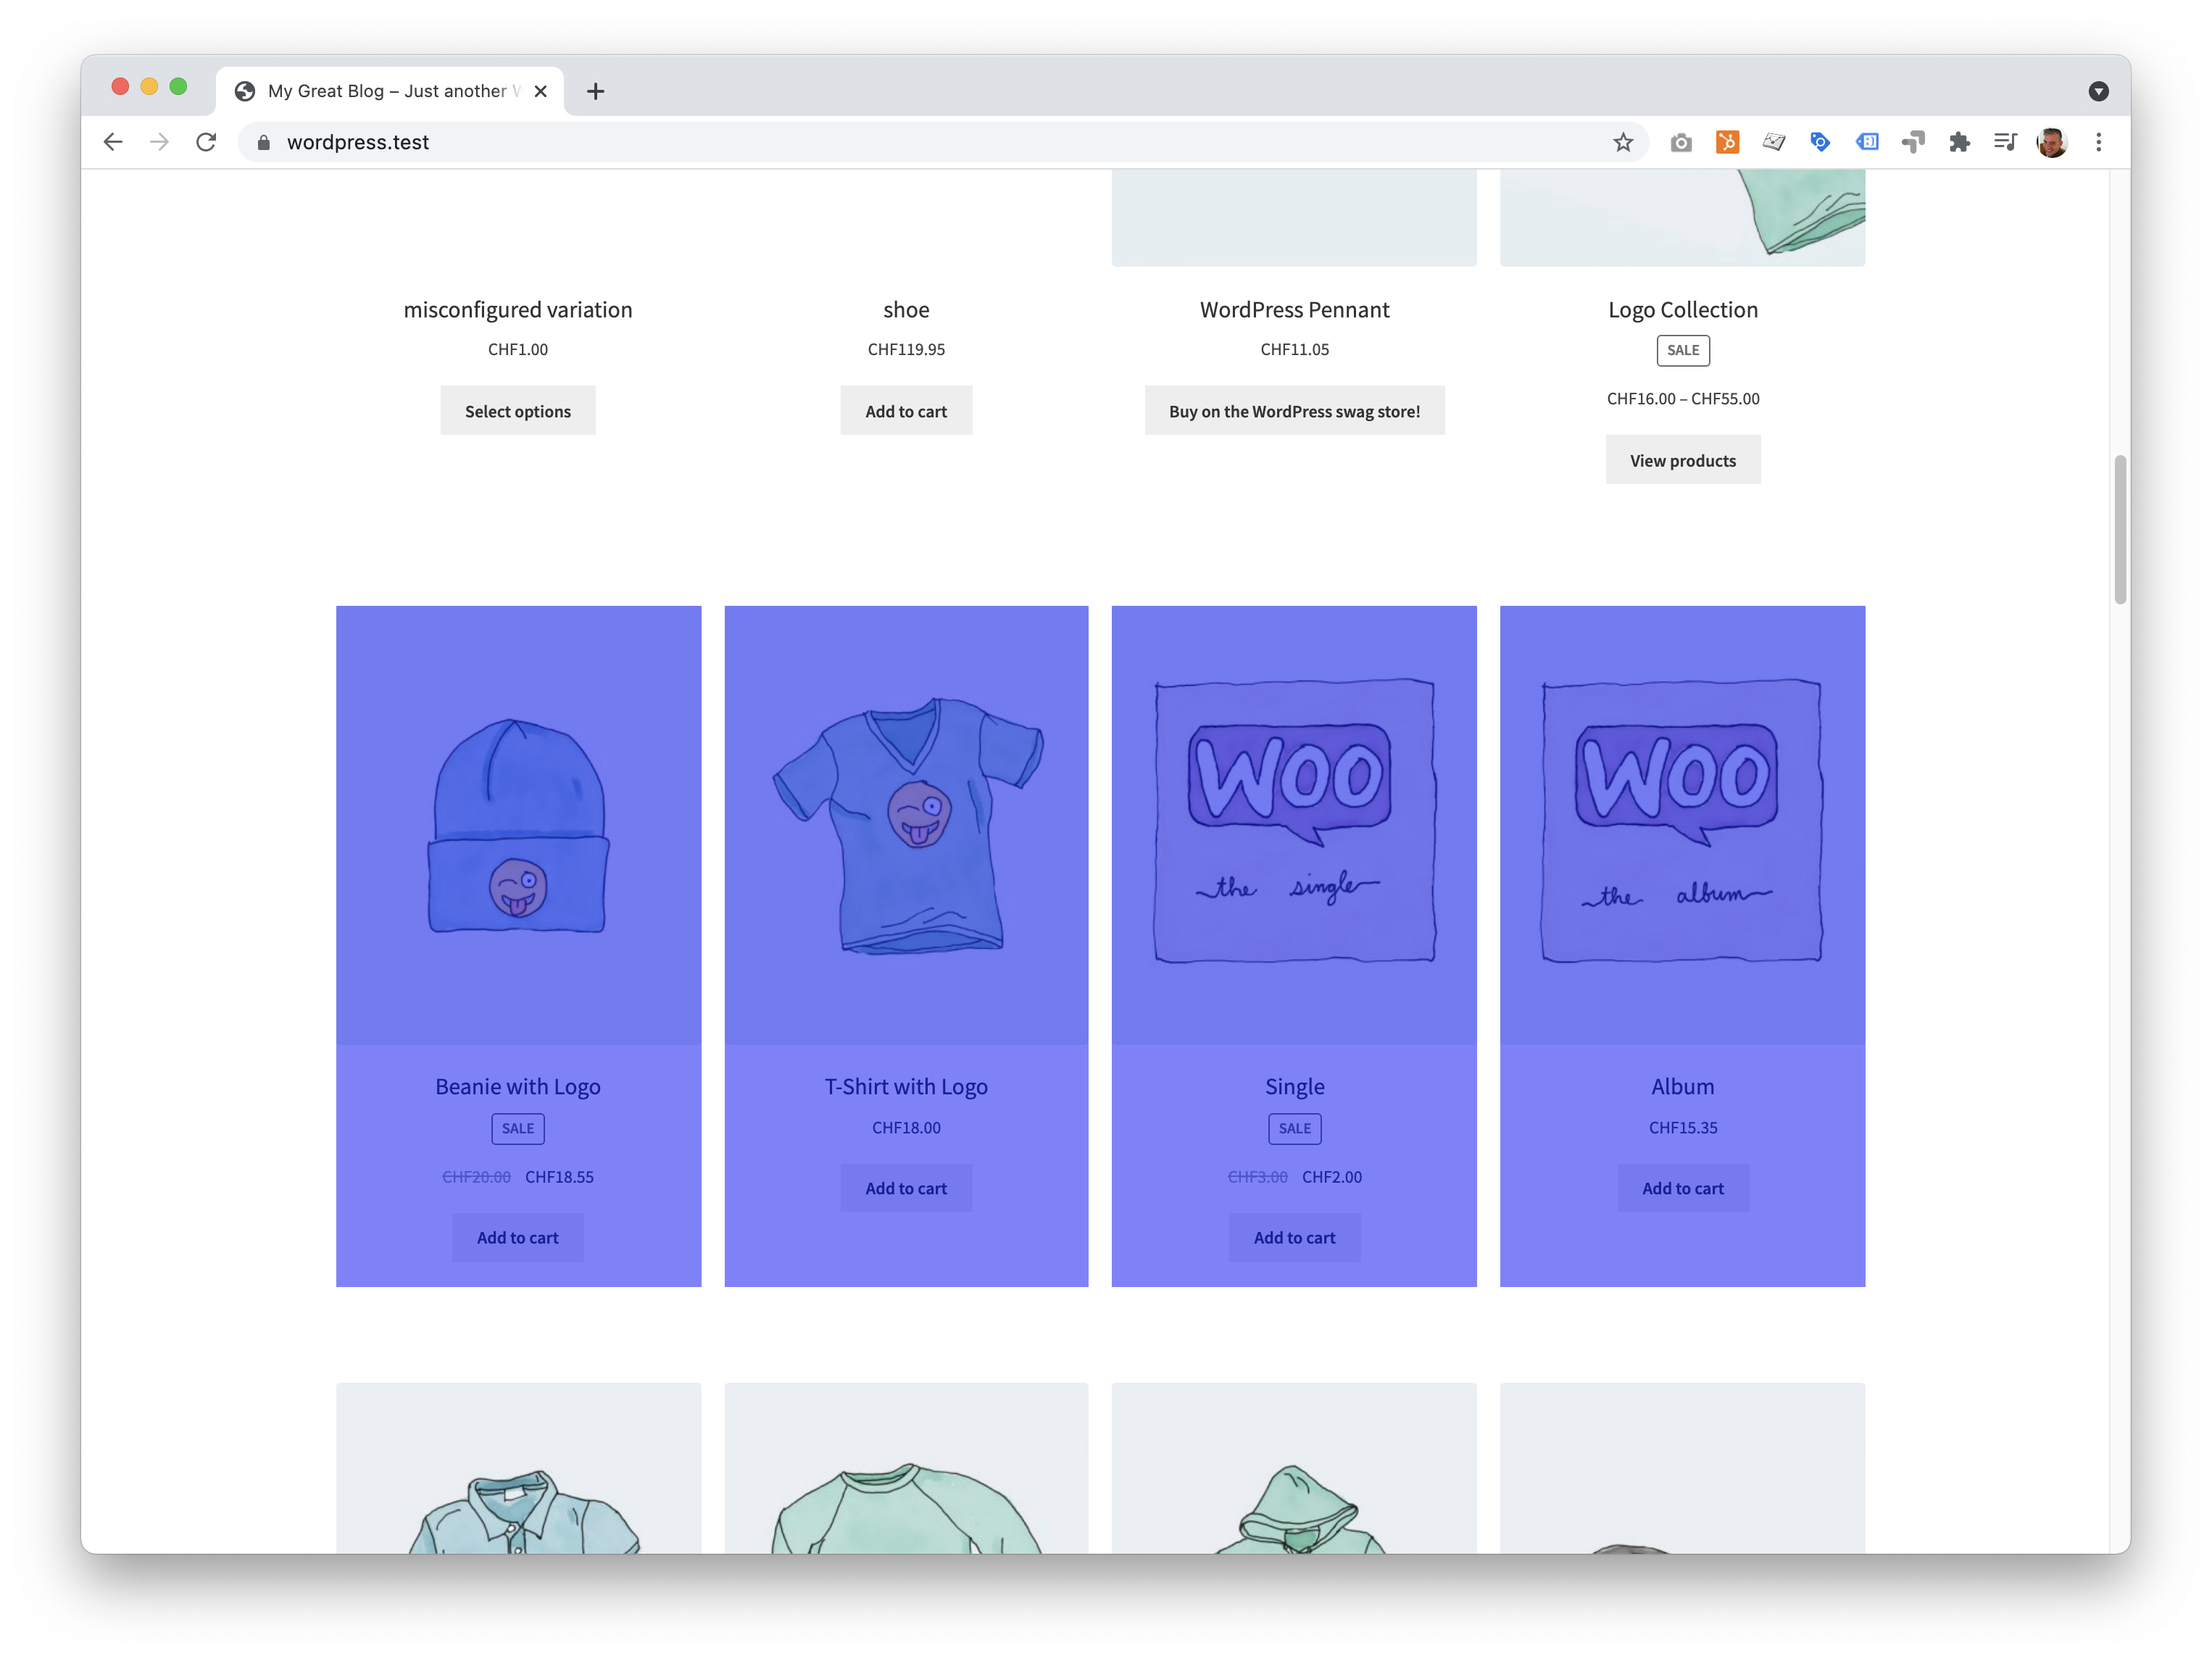 My Great Blog – Just another
wordpress.test
misconfigured variation
shoe
WordPress Pennant
Logo Collection
CHF1.00
CHF119.95
CHF11.05
SALE
CHF16.00 – CHF55.00
Select options
Add to cart
Buy on the WordPress swag store!
View products
WOO
the single
WOO
the album
Beanie with Logo
T-Shirt with Logo
Single
Album
SALE
CHF18.00
SALE
CHF15.35
CHF20.00 CHF18.55
CHF3.00 CHF2.00
Add to cart
Add to cart
Add to cart
Add to cart